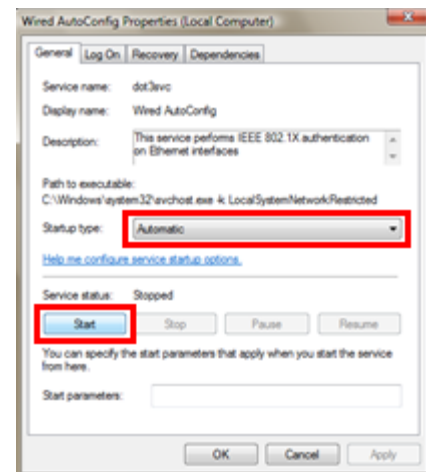 Wired AutoConfig Properties (Local Computer)
General Log On Recovery Dependencies
Service name: dot3svc
Display name: Wired AutoConfig
Description: This service performs IEEE 802.1X authentication
on Ethernet interfaces
Path to executable:
C:\Windows\system32\svchost.exe -k LocalSystemNetworkRestricted
Startup type: Automatic
Help me configure service startup options.
Service status: Stopped
Start Stop Pause Resume
You can specify the start parameters that apply when you start the service
from here.
Start parameters:
OK Cancel Apply